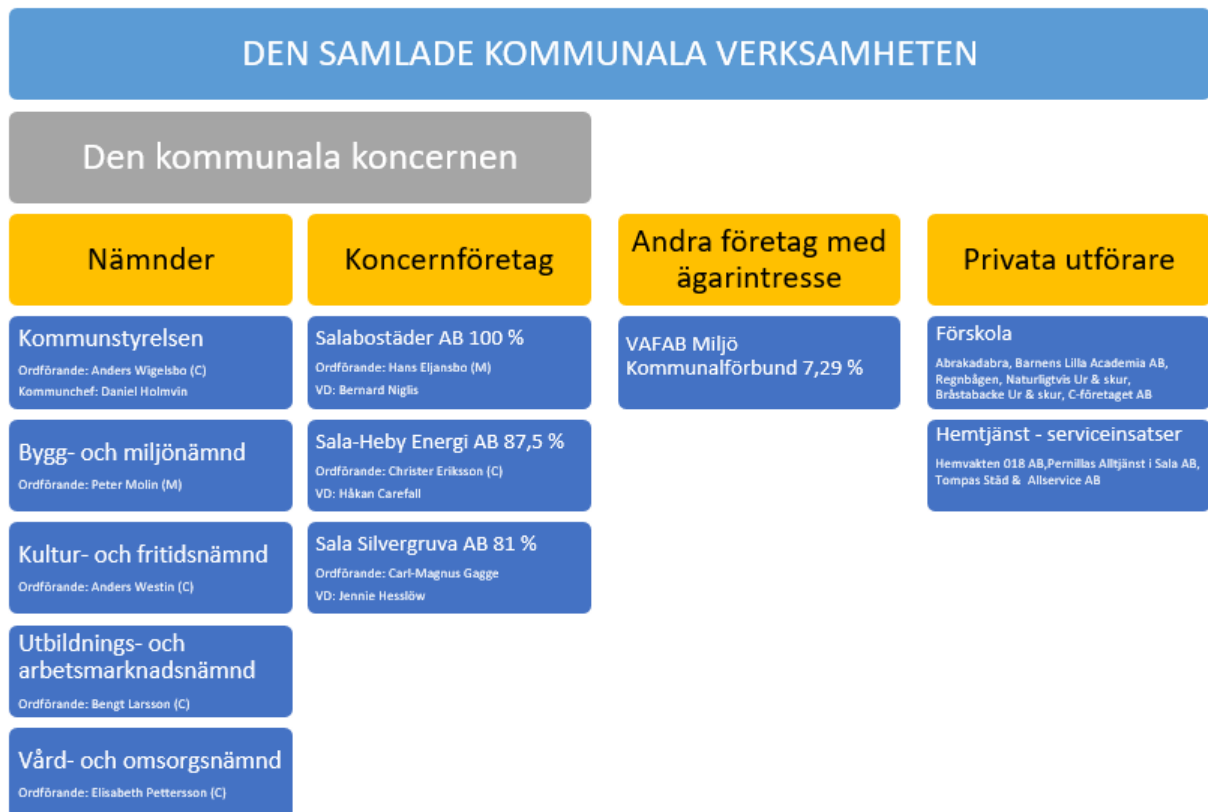 DEN SAMLADE KOMMUNALA VERKSAMHETEN
Den kommunala koncernen
Nämnder
Kommunstyrelsen
Ordförande: Anders Wigelsbo (C)
Kommunchef: Daniel Holmvin
Bygg- och miljönämnd
Ordförande: Peter Molin (M)
Kultur- och fritidsnämnd
Ordförande: Anders Westin (C)
Utbildnings- och
arbetsmarknadsnämnd
Ordförande: Bengt Larsson (C)
Vård- och omsorgsnämnd
Ordförande: Elisabeth Pettersson (C)
Koncernföretag
Salabostäder AB 100 %
Ordförande: Hans Eljansbo (M)
VD: Bernard Niglis
Sala-Heby Energi AB 87,5 %
Ordförande: Christer Eriksson (C)
VD: Håkan Carefall
Sala Silvergruva AB 81 %
Ordförande: Carl-Magnus Gagge
VD: Jennie Hesslöw
Andra företag med
ägarintresse
VAFAB Miljö
Kommunalförbund 7,29 %
Privata utförare
Förskola
Abrakadabra, Barnens Lilla Academia AB,
Regnbågen, Naturligtvis Ur & skur,
Bråstabacke Ur & skur, C-företaget AB
Hemtjänst - serviceinsatser
Hemvakten 018 AB,Pernillas Alltjänst i Sala AB,
Tompas Städ & Allservice AB